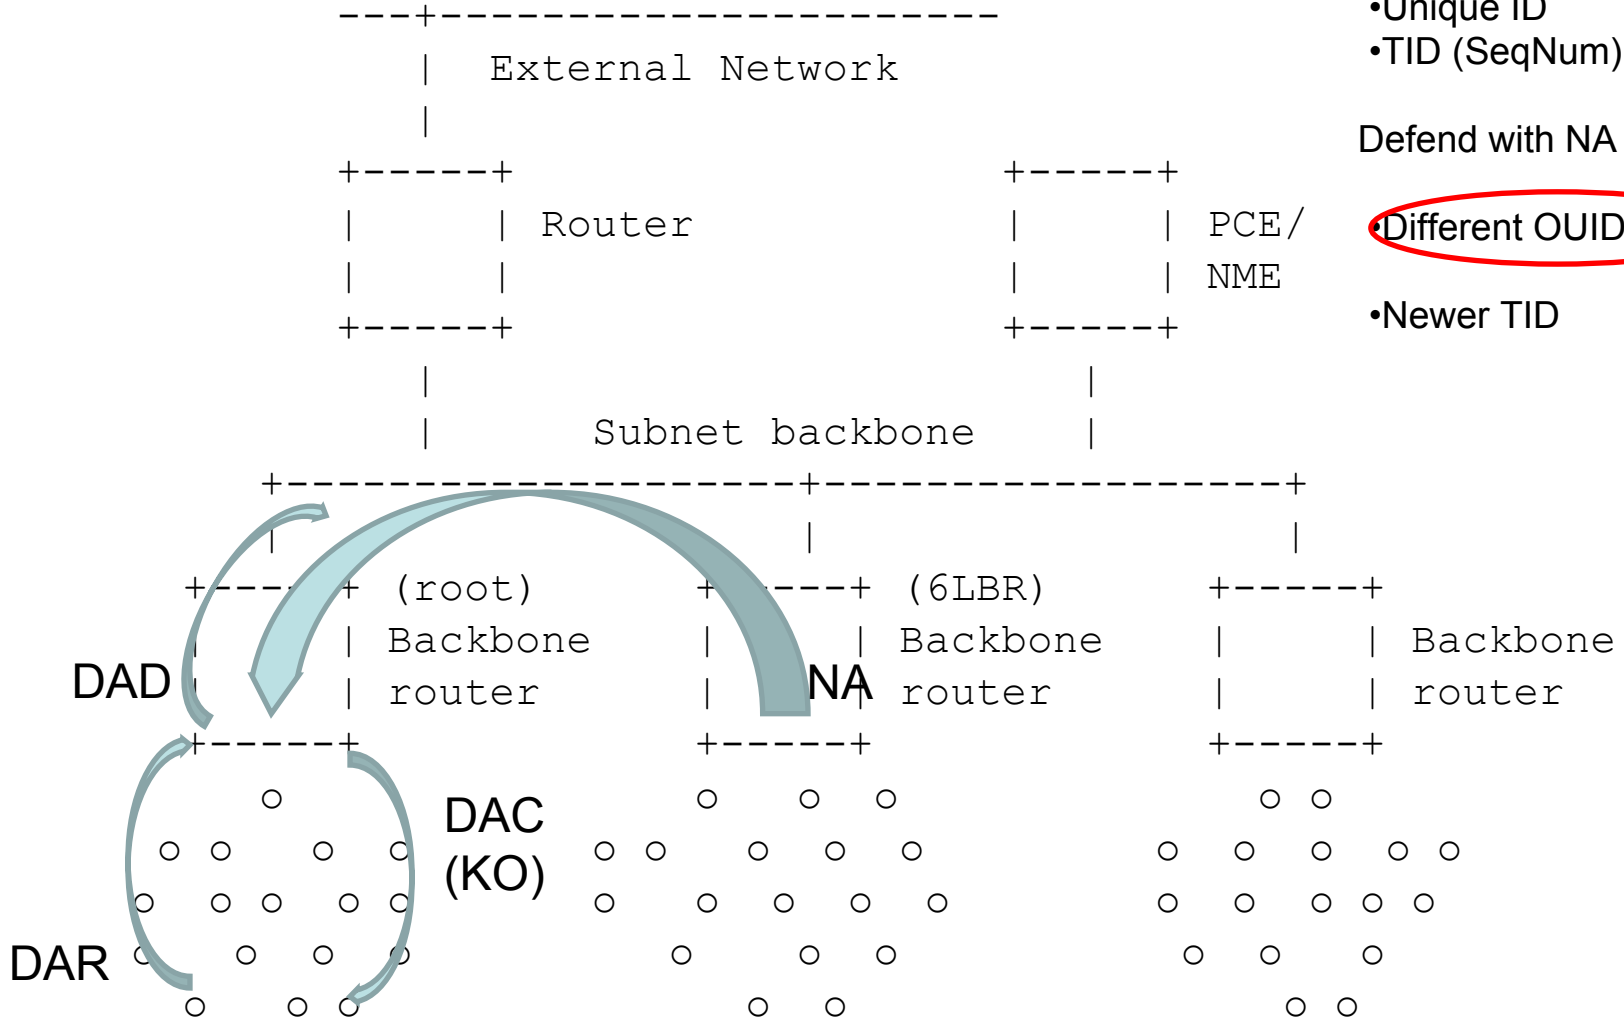 •Unique ID
•TID (SeqNum)
External Network
Defend with NA
Router
PCE/
NME
•Different OUID
•Newer TID
Subnet backbone
(root)
Backbone
router
(6LBR)
Backbone
router
Backbone
router
DAD
NA
DAC
(KO)
DAR